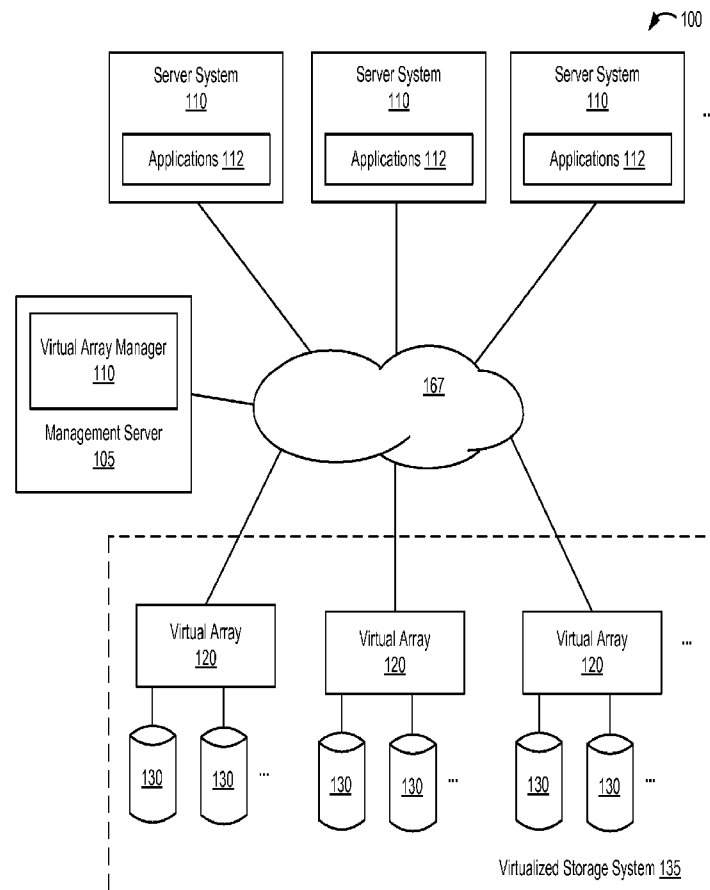 100
Server System
110
Applications 112
Server System
110
Applications 112
Server System
110
Applications 112
...
Virtual Array Manager
110
Management Server
105
167
Virtual Array
120
Virtual Array
120
Virtual Array
120
...
130
130
...
130
130
...
130
130
...
Virtualized Storage System 135